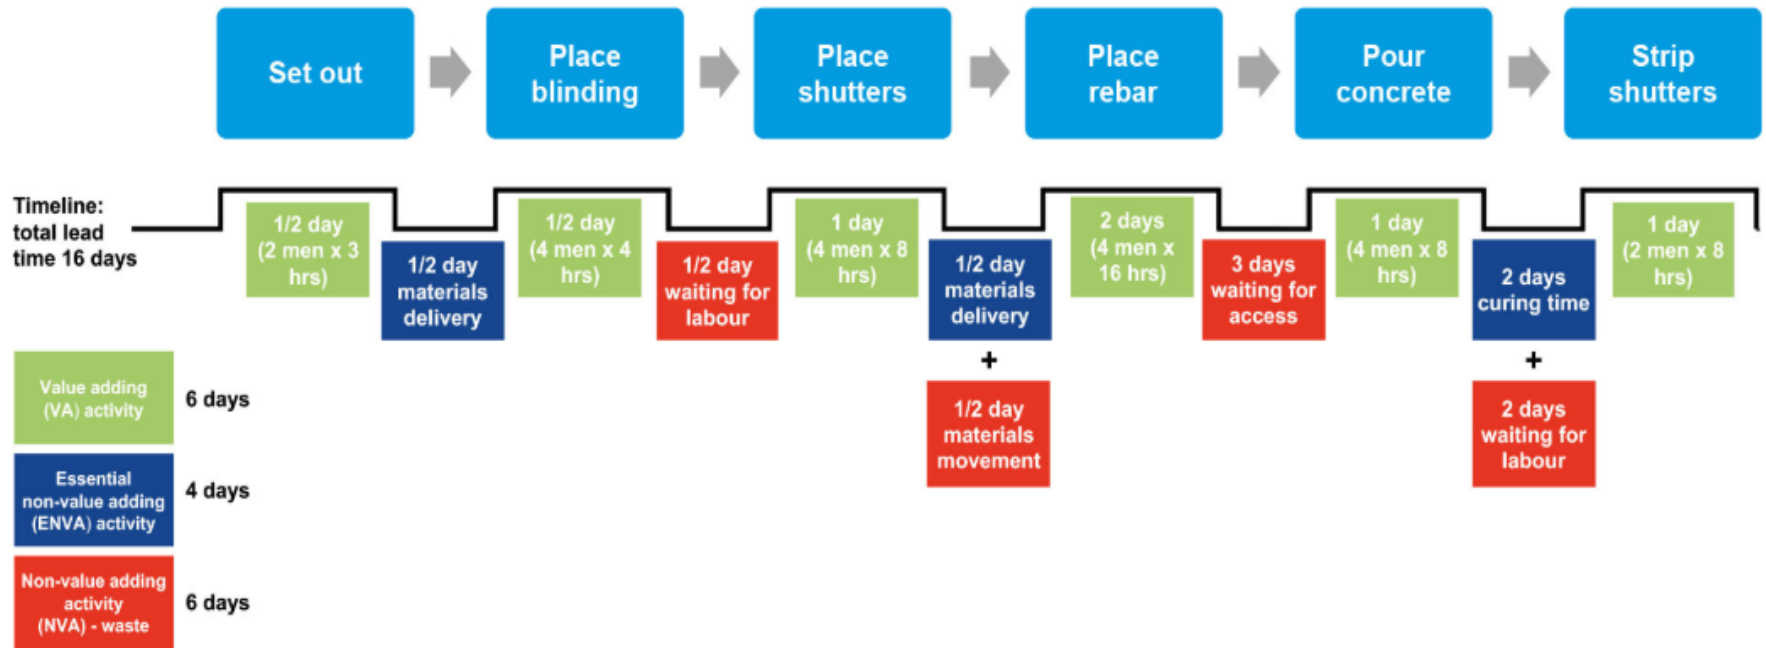 Set out
Place
blinding
Place
shutters
Place
rebar
Pour
concrete
Strip
shutters
Timeline:
total lead
time 16 days
1/2 day
(2 men x 3
hrs)
1/2 day
materials
delivery
1/2 day
(4 men x 4
hrs)
1/2 day
waiting for
labour
1 day
(4 men x 8
hrs)
1/2 day
materials
delivery
+
1/2 day
materials
movement
2 days
(4 men x
16 hrs)
3 days
waiting for
access
1 day
(4 men x 8
hrs)
2 days
curing time
+
2 days
waiting for
labour
1 day
(2 men x 8
hrs)
Value adding
(VA) activity
6 days
Essential
non-value adding
(ENVA) activity
4 days
Non-value adding
activity
(NVA) - waste
6 days